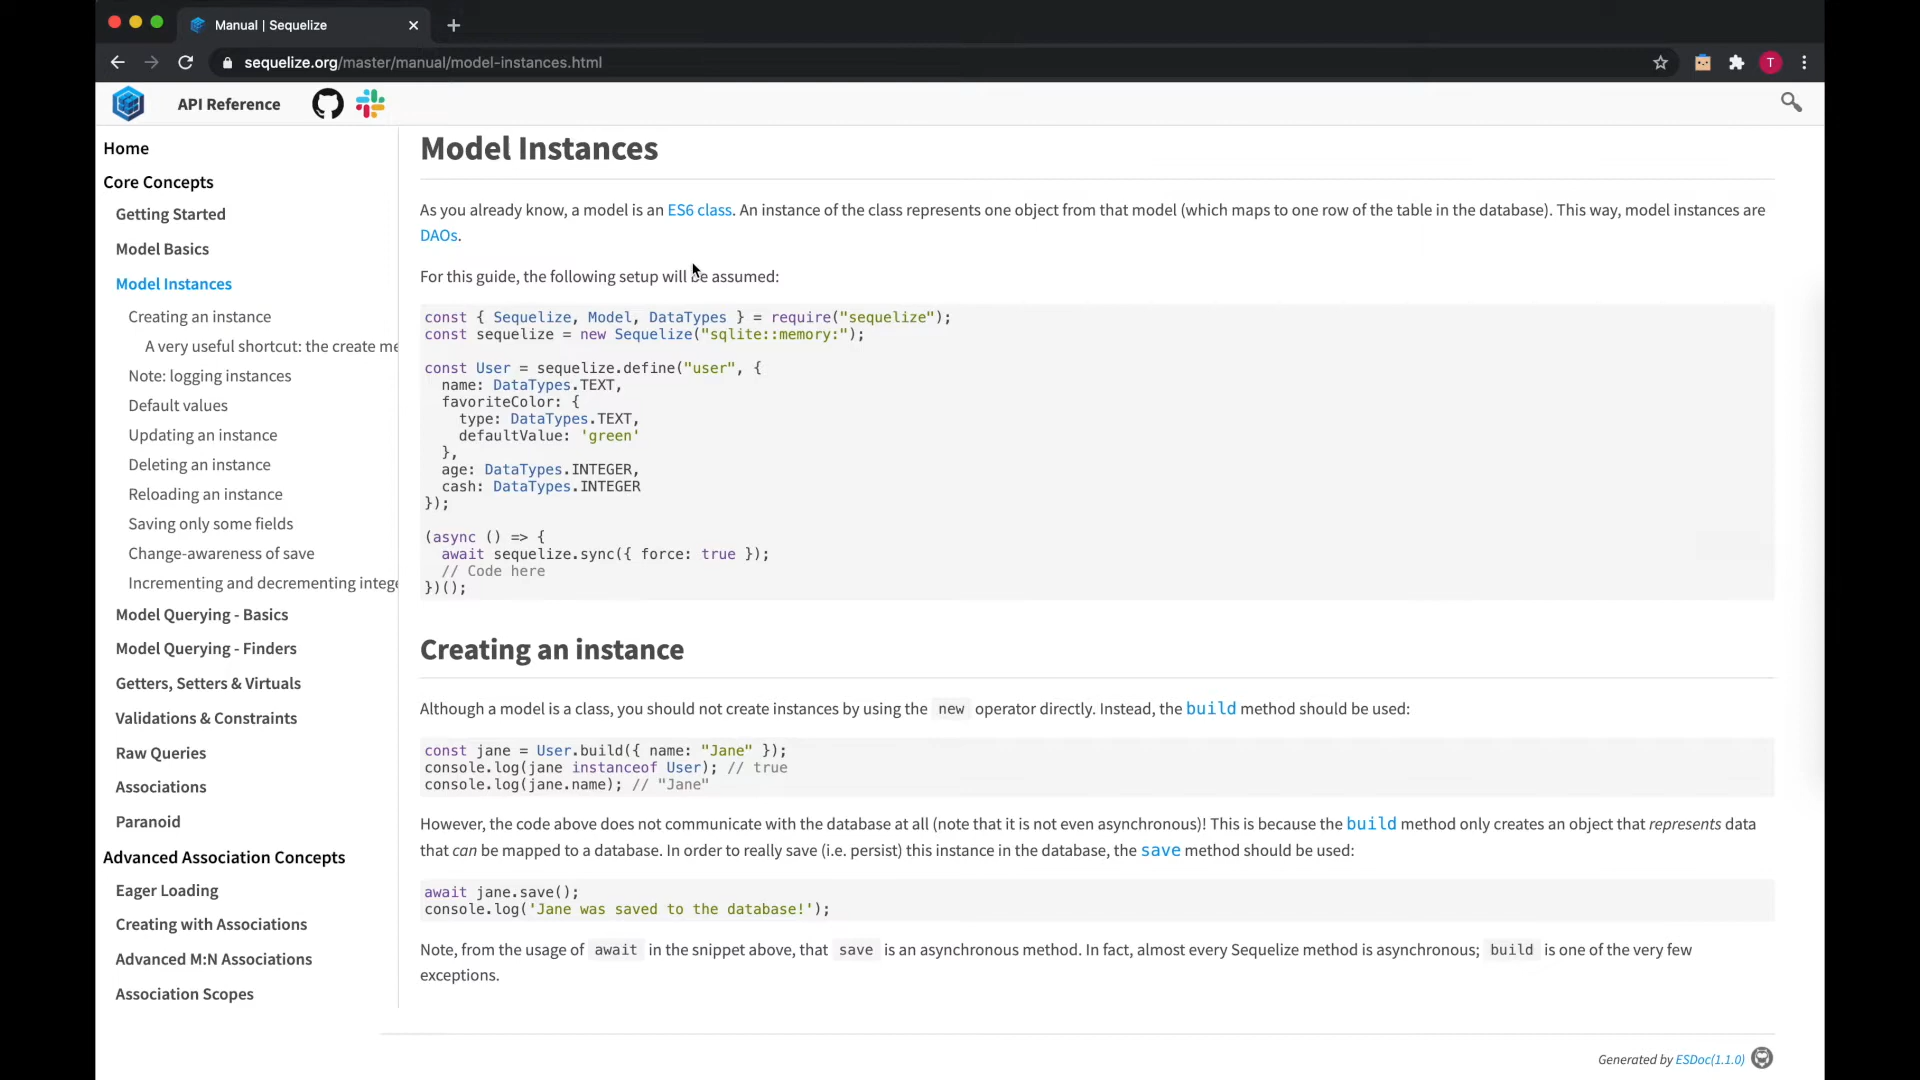 Manual | Sequelize
sequelize.org/master/manual/model-instances.html
T
API Reference
Home
Core Concepts
Getting Started
Model Basics
Model Instances
Creating an instance
A very useful shortcut: the create me
Note: logging instances
Default values
Updating an instance
Deleting an instance
Reloading an instance
Saving only some fields
Change-awareness of save
Incrementing and decrementing intege
Model Querying - Basics
Model Querying - Finders
Getters, Setters & Virtuals
Validations & Constraints
Raw Queries
Associations
Paranoid
Advanced Association Concepts
Eager Loading
Creating with Associations
Advanced M:N Associations
Association Scopes
Model Instances
As you already know, a model is an ES6 class. An instance of the class represents one object from that model (which maps to one row of the table in the database). This way, model instances are
DAOs.
For this guide, the following setup will be assumed:
const { Sequelize, Model, DataTypes } = require("sequelize");
const sequelize = new Sequelize("sqlite::memory:");
const User = sequelize.define("user", {
  name: DataTypes.TEXT,
  favoriteColor: {
    type: DataTypes.TEXT,
    defaultValue: 'green'
  },
  age: DataTypes.INTEGER,
  cash: DataTypes.INTEGER
});
(async () => {
  await sequelize.sync({ force: true });
  // Code here
})();
Creating an instance
Although a model is a class, you should not create instances by using the new operator directly. Instead, the build method should be used:
const jane = User.build({ name: "Jane" });
console.log(jane instanceof User); // true
console.log(jane.name); // "Jane"
However, the code above does not communicate with the database at all (note that it is not even asynchronous)! This is because the build method only creates an object that represents data
that can be mapped to a database. In order to really save (i.e. persist) this instance in the database, the save method should be used:
await jane.save();
console.log('Jane was saved to the database!');
Note, from the usage of await in the snippet above, that save is an asynchronous method. In fact, almost every Sequelize method is asynchronous; build is one of the very few
exceptions.
Generated by ESDoc(1.1.0)